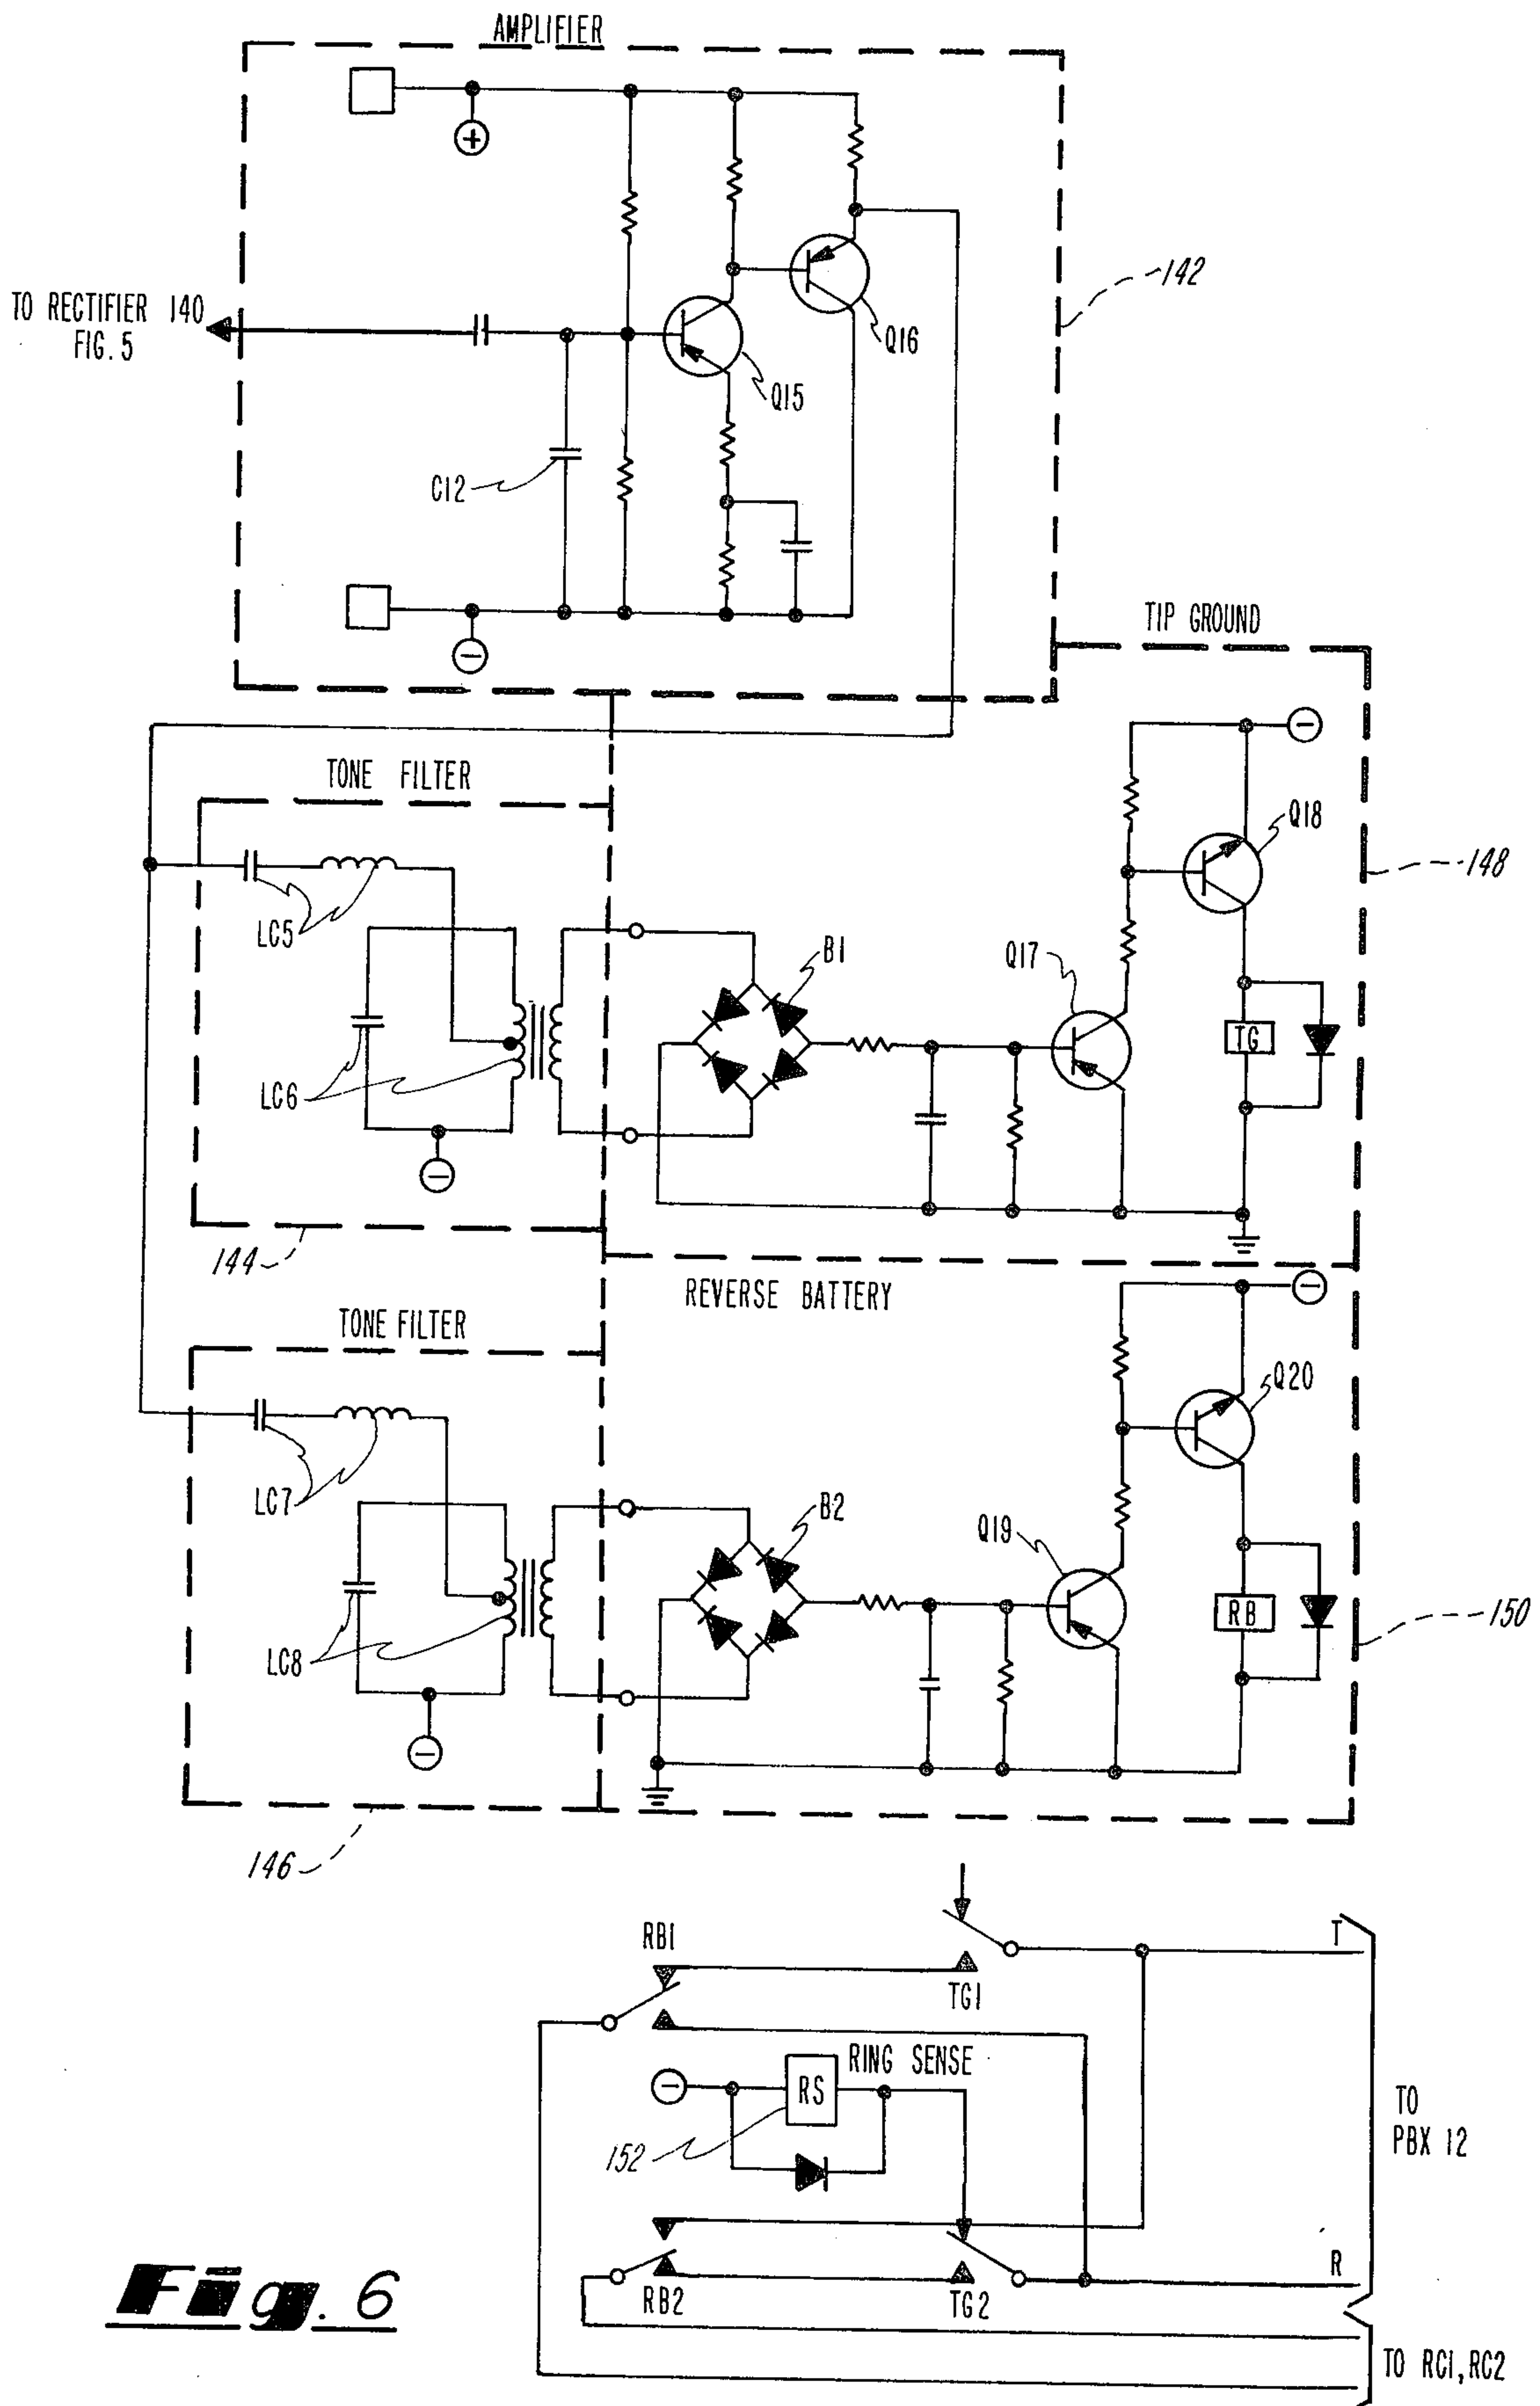 AMPLIFIER
+
142
TO RECTIFIER 140
FIG. 5
Q16
Q15
C12
−
TIP GROUND
−
TONE FILTER
Q18
148
LC5
B1
Q17
TG
LC6
−
144
REVERSE BATTERY
−
TONE FILTER
Q20
LC7
B2
Q19
RB
150
LC8
−
146
RB1
T
TG1
RING SENSE
−
RS
152
TO
PBX 12
R
RB2
TG2
TO RC1, RC2
Fig. 6